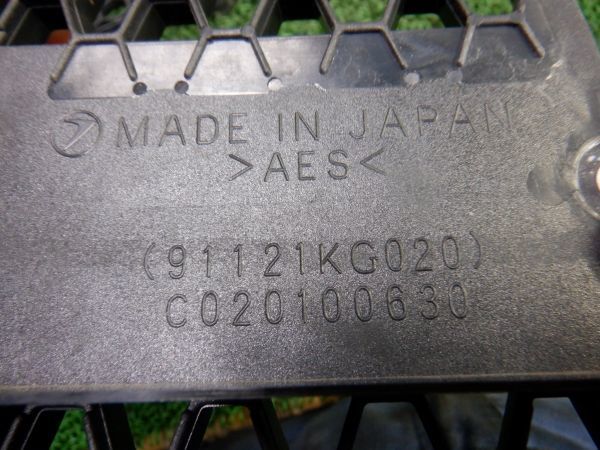 MADE IN JAPAN
>AES<
(91121KG020)
C020100630